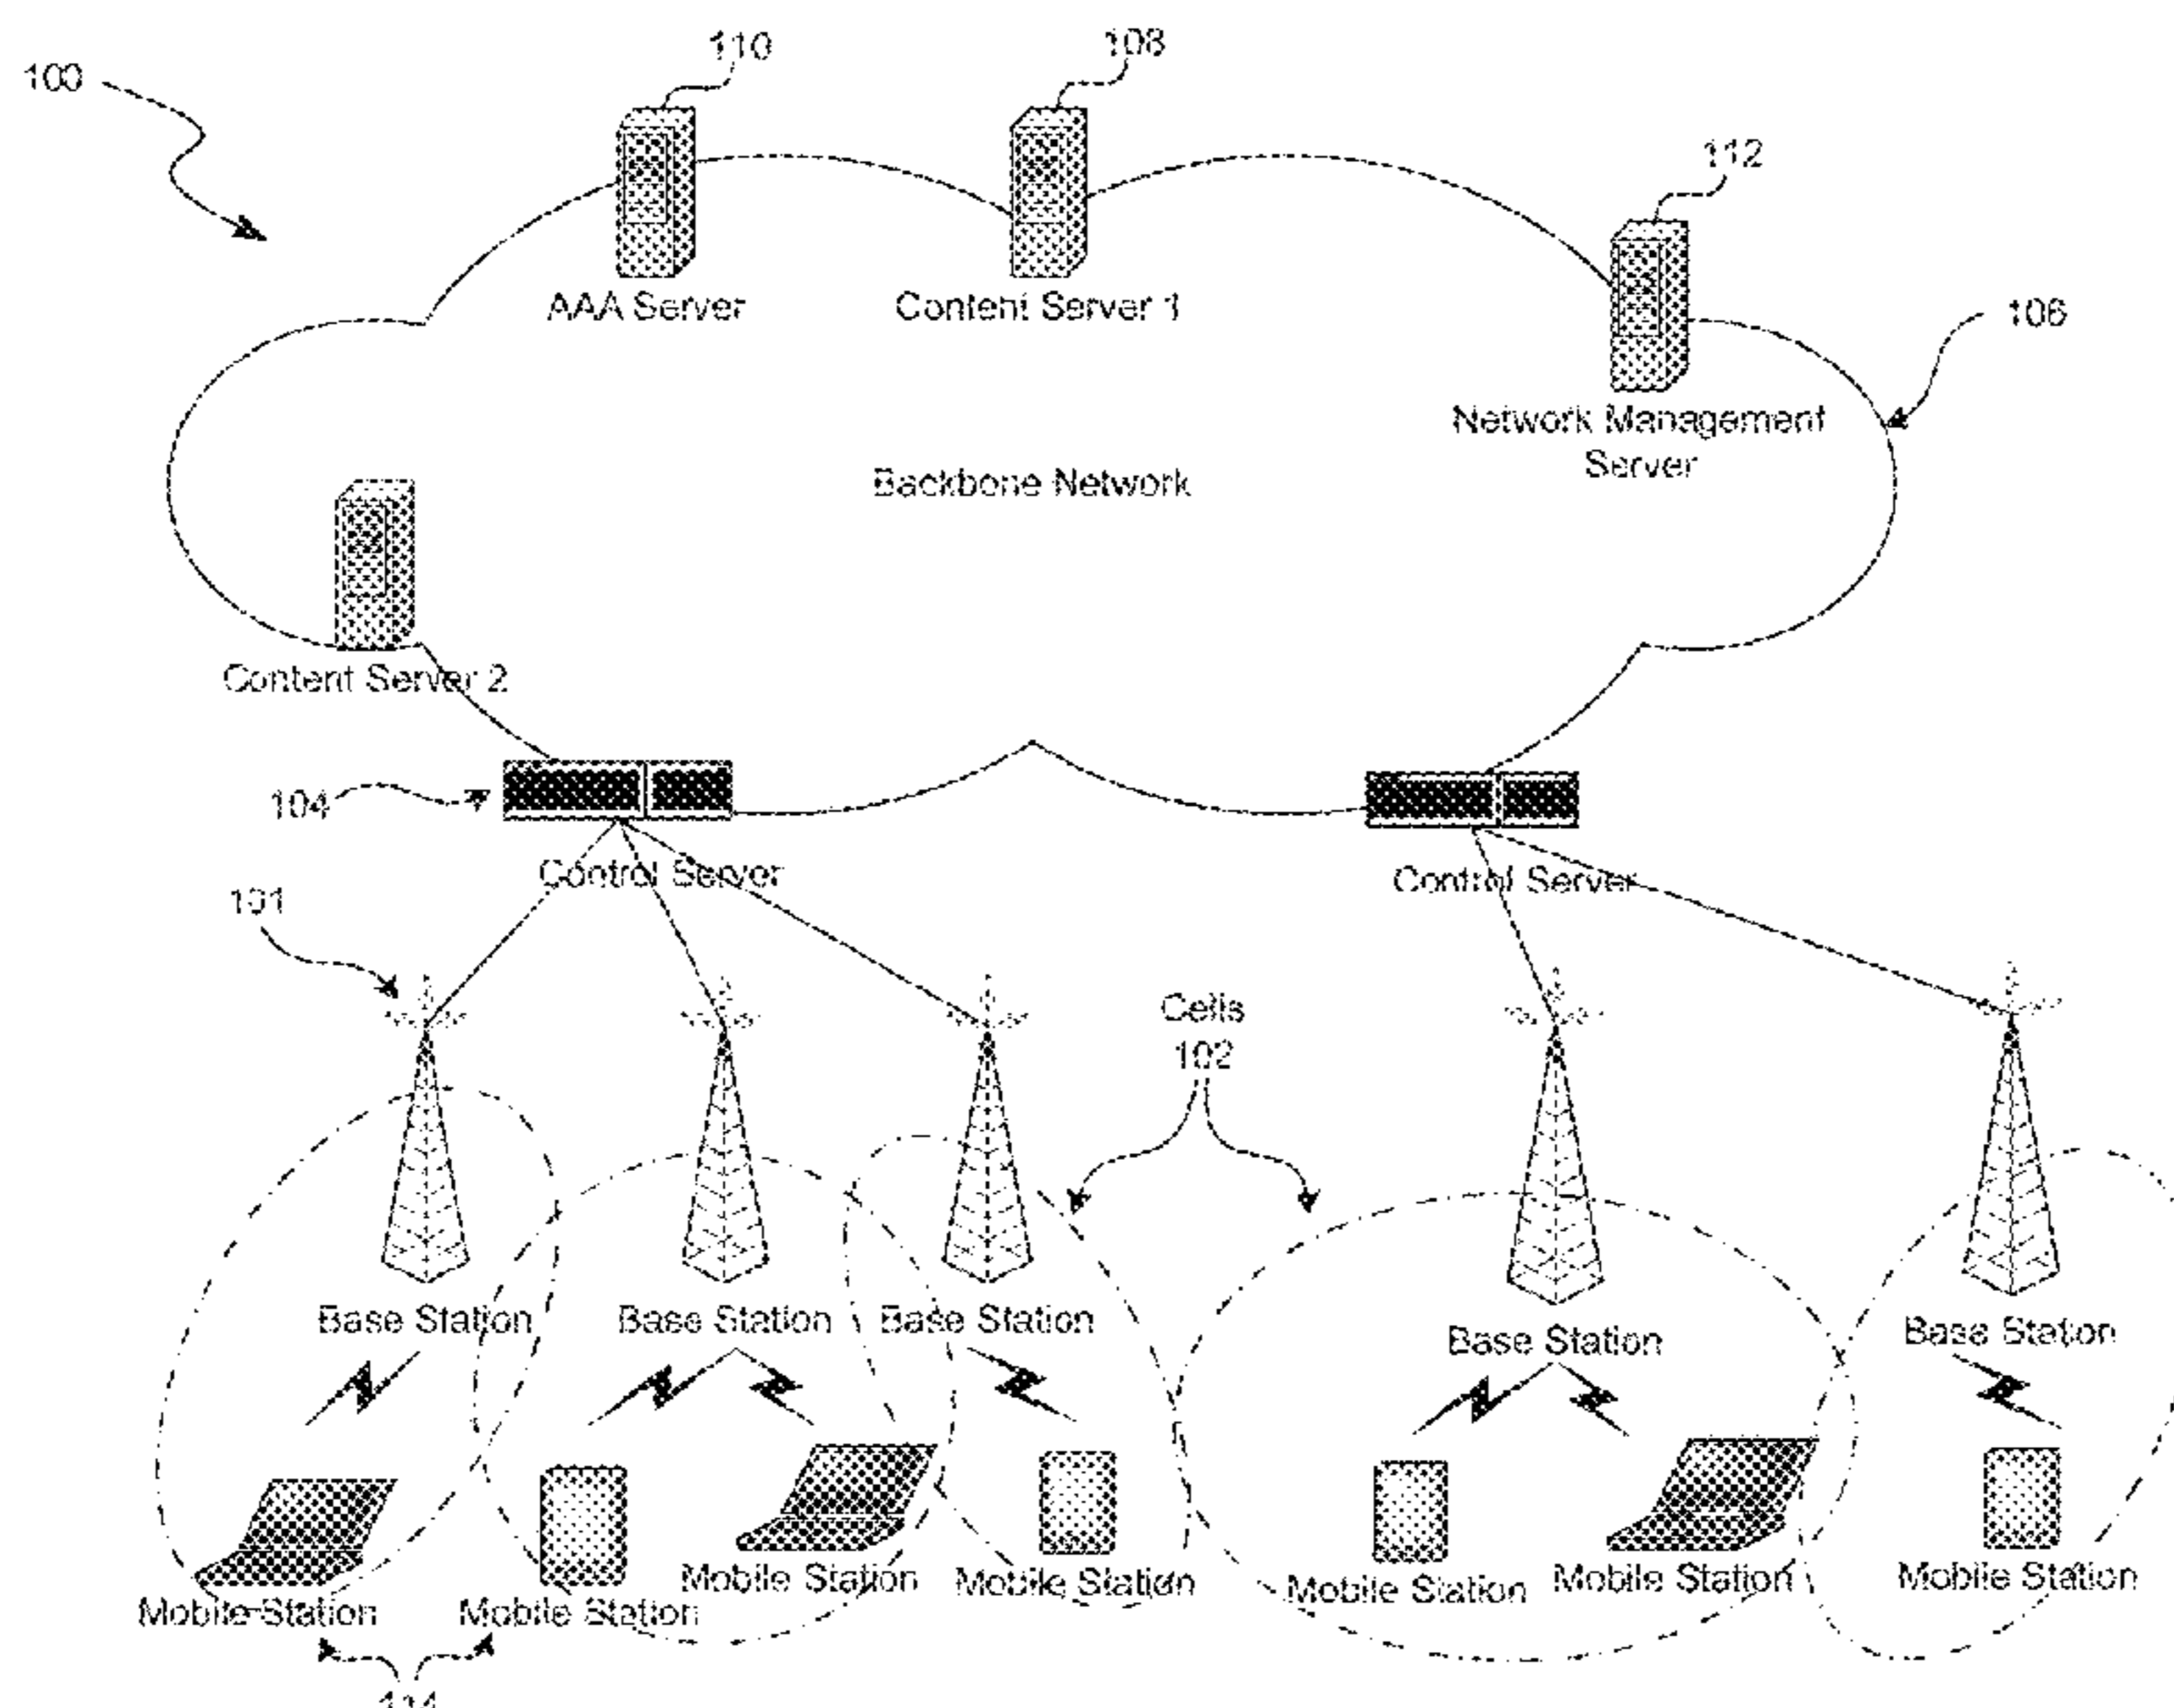 110
108
100
112
AAA Server
Content Server 1
106
Network Management
Server
Backbone Network
Content Server 2
104
Control Server
Control Server
101
Cells
102
Base Station
Base Station
Base Station
Base Station
Base Station
Mobile Station
Mobile Station
Mobile Station
Mobile Station
Mobile Station
Mobile Station
Mobile Station